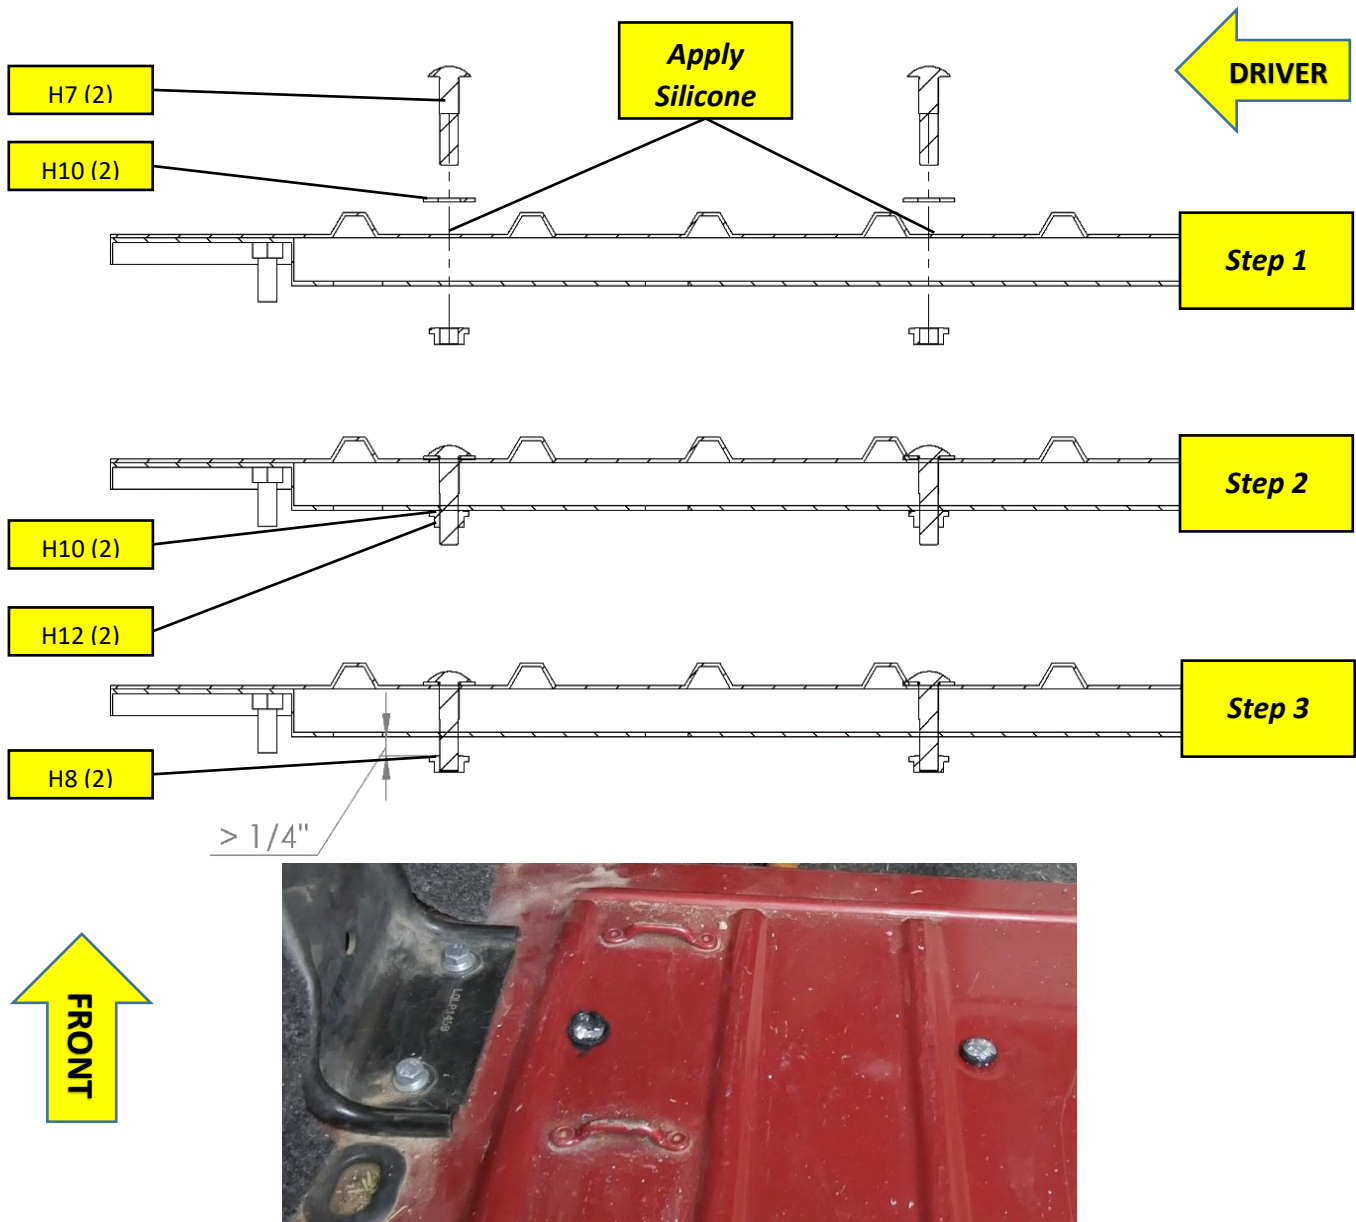 Apply
Silicone
DRIVER
H7 (2)
H10 (2)
Step 1
Step 2
H10 (2)
H12 (2)
Step 3
H8 (2)
> 1/4"
FRONT
LQLP1459